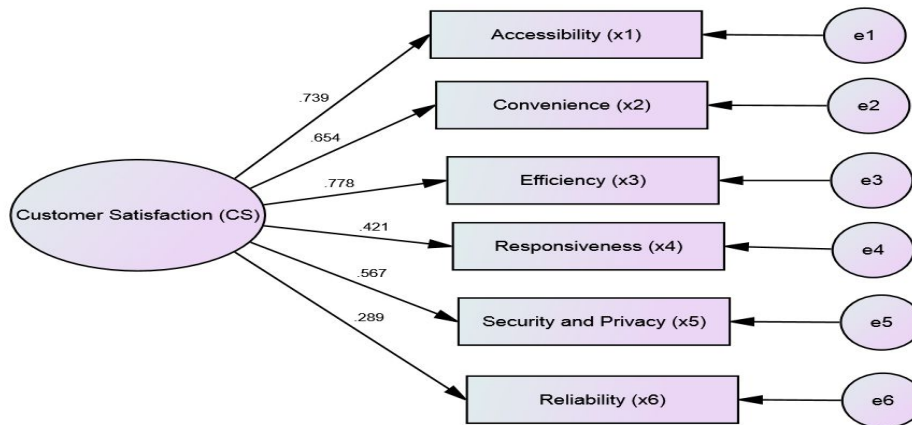 Accessibility (x1)
e1
.739
Convenience (x2)
e2
.654
Efficiency (x3)
e3
.778
Customer Satisfaction (CS)
.421
Responsiveness (x4)
e4
.567
Security and Privacy (x5)
e5
.289
Reliability (x6)
e6